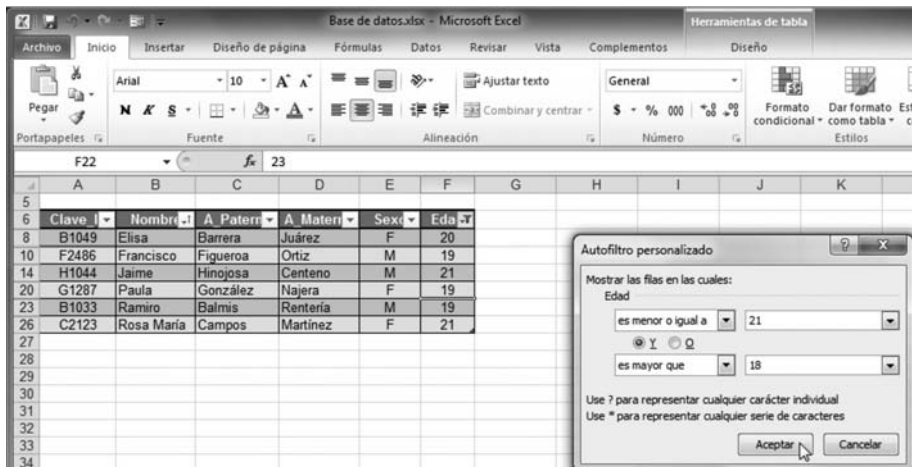 Base de datos.xlsx - Microsoft Excel
Herramientas de tabla
Archivo Inicio Insertar Diseño de página Fórmulas Datos Revisar Vista Complementos Diseño
Pegar
Arial 10 A A
Ajustar texto
General
N K S A
Combinar y centrar
$ % 000
Formato condicional
Dar formato como tabla
Portapapeles Fuente Alineación Número Estilos
F22 fx 23
A B C D E F G H I J K
5
6 Clave_I Nombre A_Patern A_Matern Sexo Eda
8 B1049 Elisa Barrera Juárez F 20
10 F2486 Francisco Figueroa Ortiz M 19
14 H1044 Jaime Hinojosa Centeno M 21
20 G1287 Paula González Najera F 19
23 B1033 Ramiro Balmis Rentería M 19
26 C2123 Rosa María Campos Martínez F 21
27
28
29
30
31
32
33
34
Autofiltro personalizado
Mostrar las filas en las cuales:
Edad
es menor o igual a 21
Y O
es mayor que 18
Use ? para representar cualquier carácter individual
Use * para representar cualquier serie de caracteres
Aceptar Cancelar